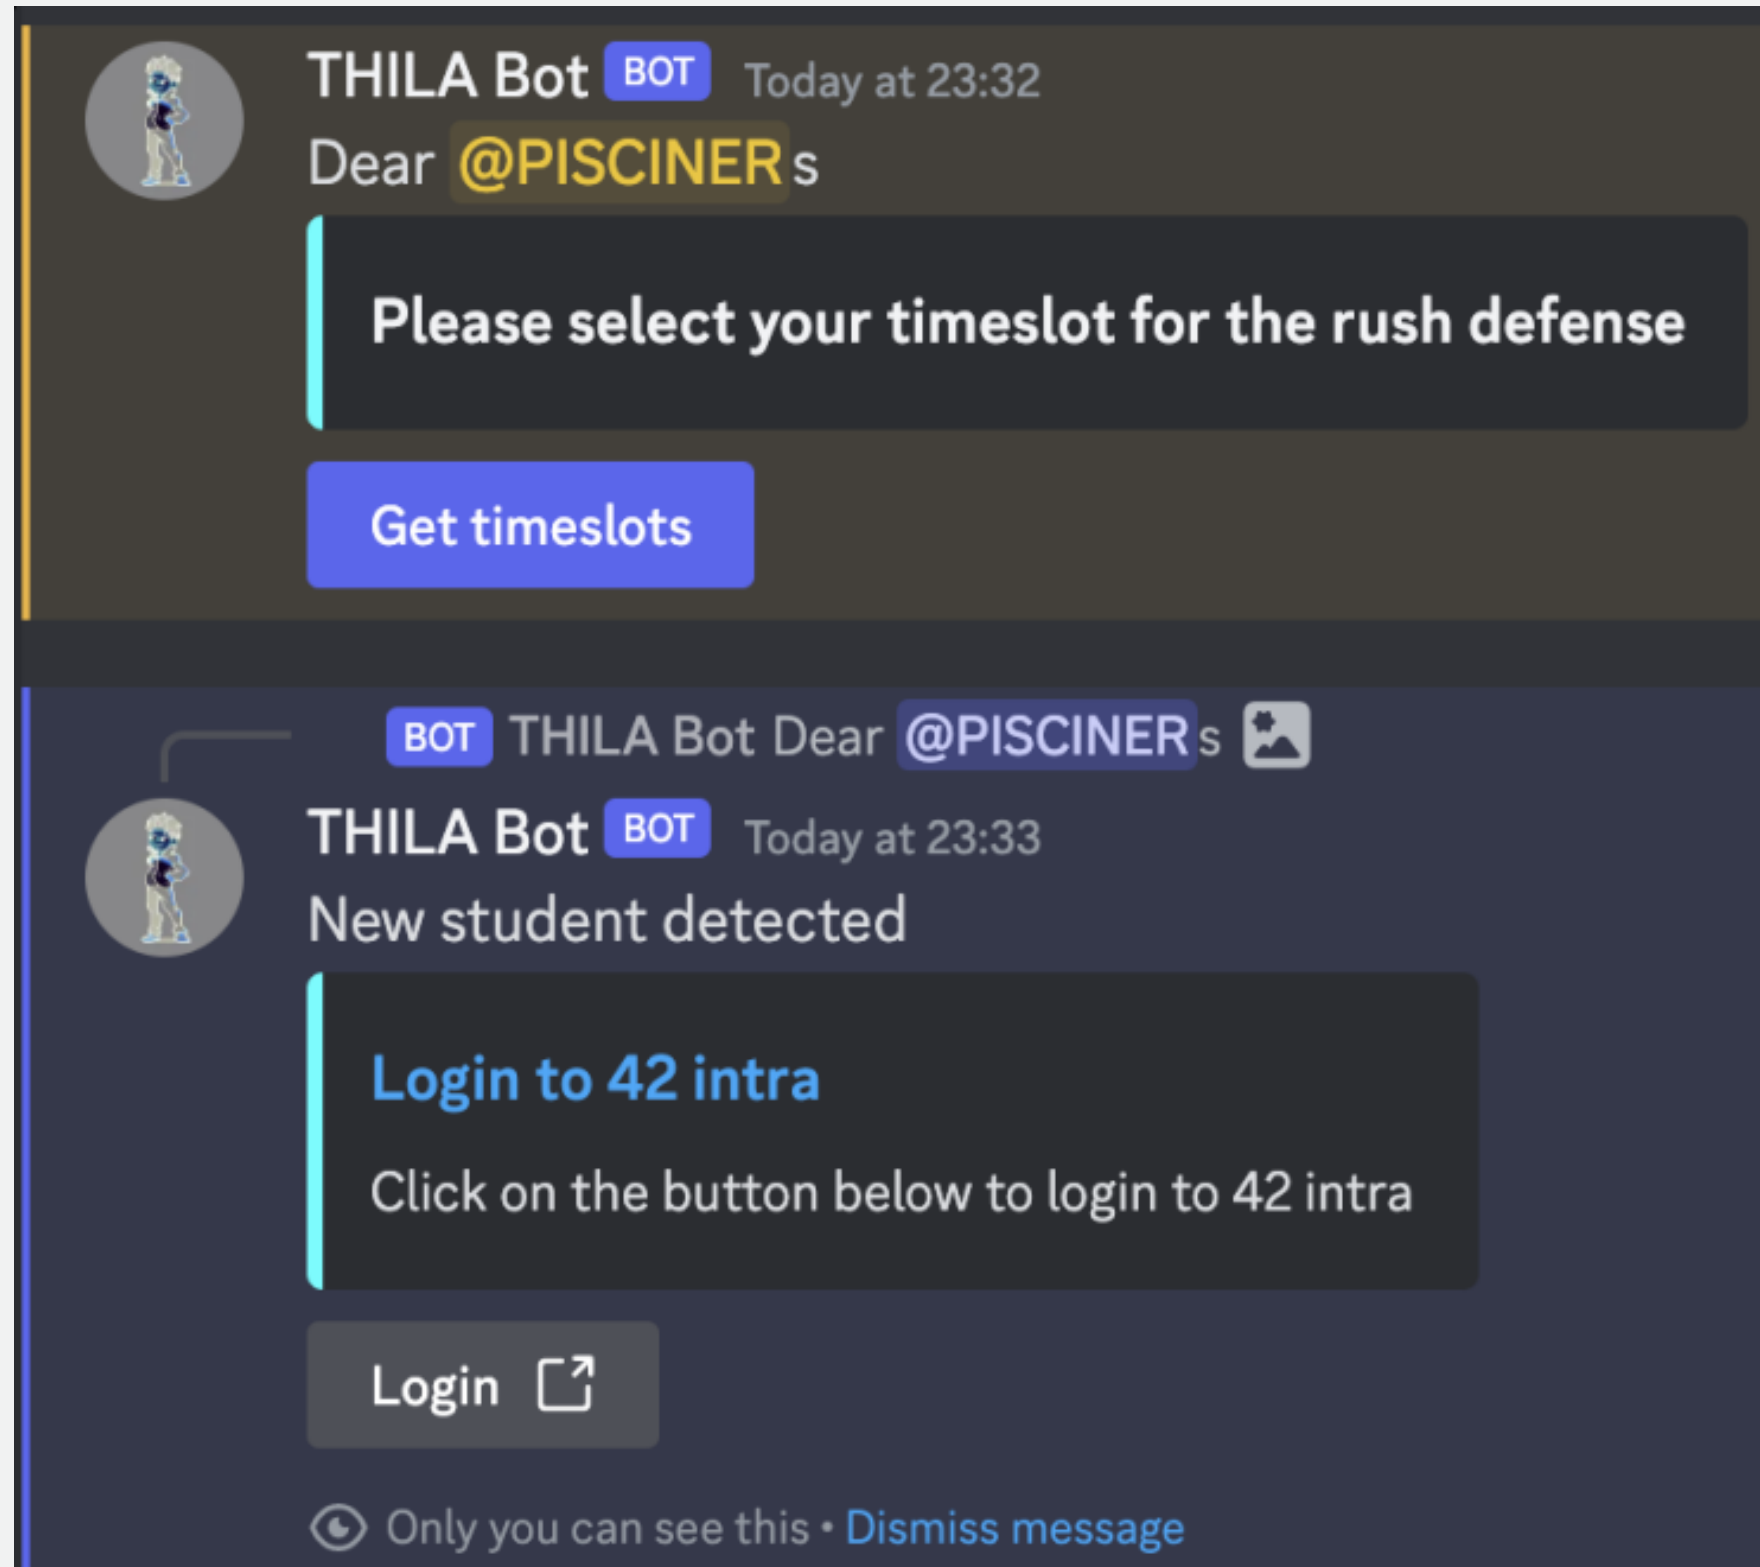 THILA Bot BOT Today at 23:32
Dear @PISCINER s
Please select your timeslot for the rush defense
Get timeslots
BOT THILA Bot Dear @PISCINER s
THILA Bot BOT Today at 23:33
New student detected
Login to 42 intra
Click on the button below to login to 42 intra
Login
Only you can see this • Dismiss message